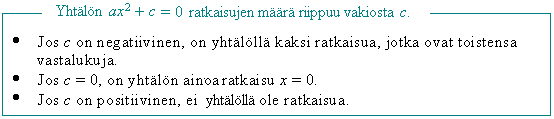 Yhtälön ax² + c = 0 ratkaisujen määrä riippuu vakiosta c.
• Jos c on negatiivinen, on yhtälöllä kaksi ratkaisua, jotka ovat toistensa
vastalukuja.
• Jos c = 0, on yhtälön ainoa ratkaisu x = 0.
• Jos c on positiivinen, ei yhtälöllä ole ratkaisua.